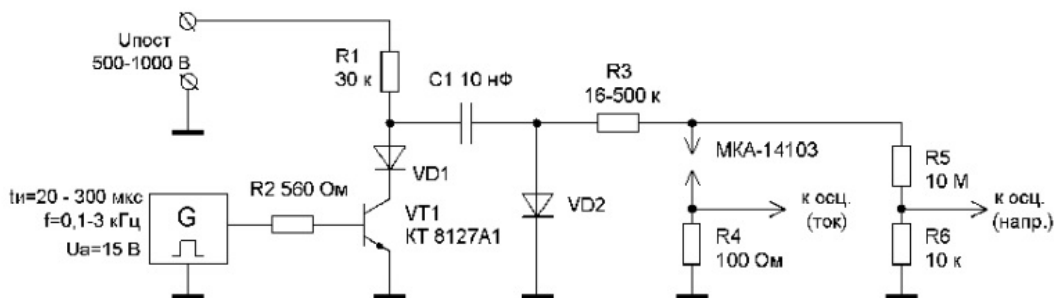 Uпост
500-1000 В
R1
30 к
C1 10 нФ
R3
16-500 к
МКА-14103
R5
10 М
VD1
tи=20 - 300 мкс
f=0,1-3 кГц
Uа=15 В
G
R2 560 Ом
VT1
КТ 8127А1
VD2
к осц.
(ток)
R4
100 Ом
к осц.
(напр.)
R6
10 к